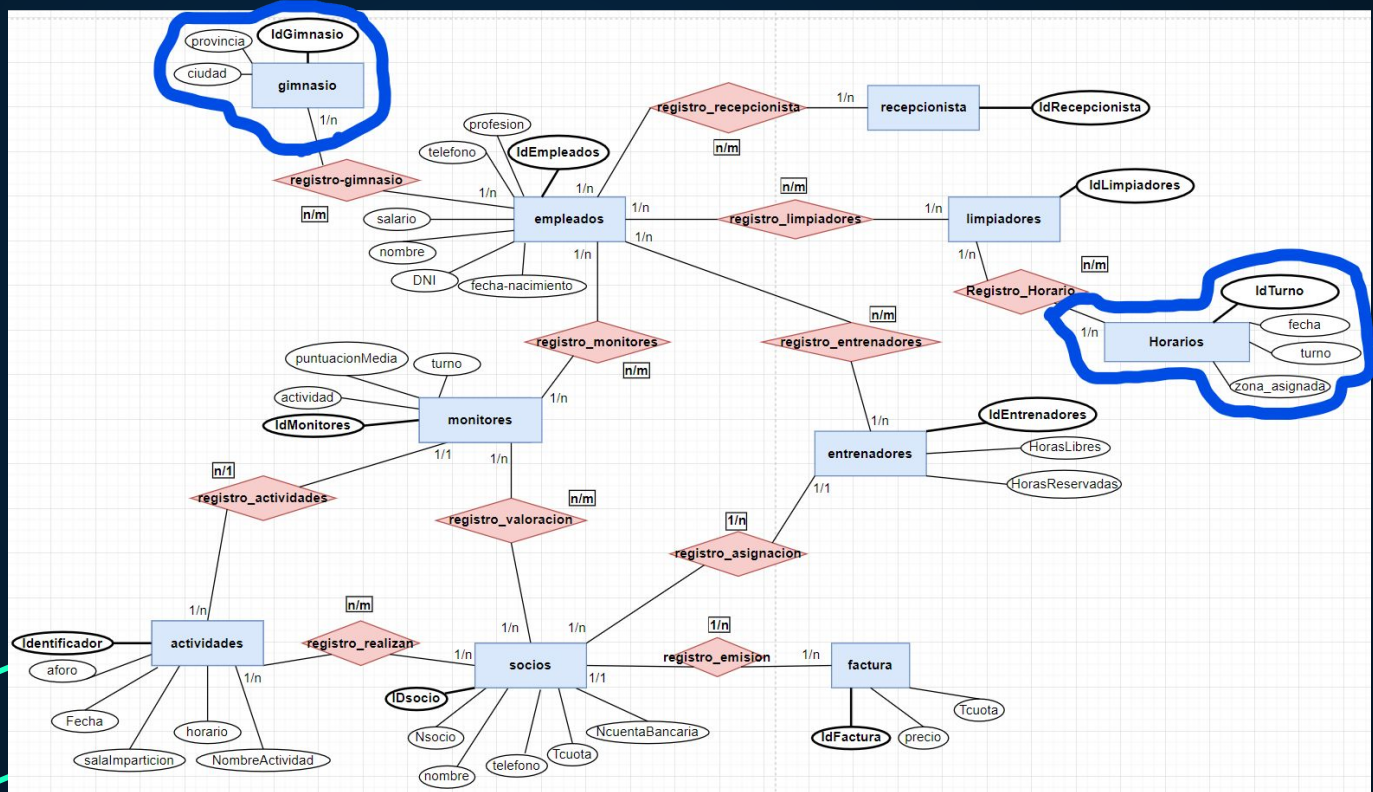 IdGimnasio
provincia
ciudad
gimnasio
1/n
registro-gimnasio
n/m
1/n
profesion
telefono
IdEmpleados
1/n
empleados
salario
nombre
DNI
fecha-nacimiento
1/n
1/n
1/n
registro_recepcionista
n/m
1/n
recepcionista
IdRecepcionista
n/m
registro_limpiadores
1/n
limpiadores
IdLimpiadores
1/n
n/m
Registro_Horario
1/n
Horarios
IdTurno
fecha
turno
zona_asignada
n/m
registro_entrenadores
1/n
registro_monitores
n/m
1/n
puntuacionMedia
turno
actividad
IdMonitores
monitores
1/1
1/n
IdEntrenadores
entrenadores
HorasLibres
HorasReservadas
1/1
n/1
registro_actividades
1/n
n/m
registro_valoracion
1/n
1/n
registro_asignacion
1/n
Identificador
actividades
aforo
Fecha
salaImparticion
horario
NombreActividad
1/n
n/m
registro_realizan
1/n
socios
1/1
IDsocio
Nsocio
nombre
telefono
Tcuota
NcuentaBancaria
1/n
registro_emision
1/n
factura
IdFactura
precio
Tcuota